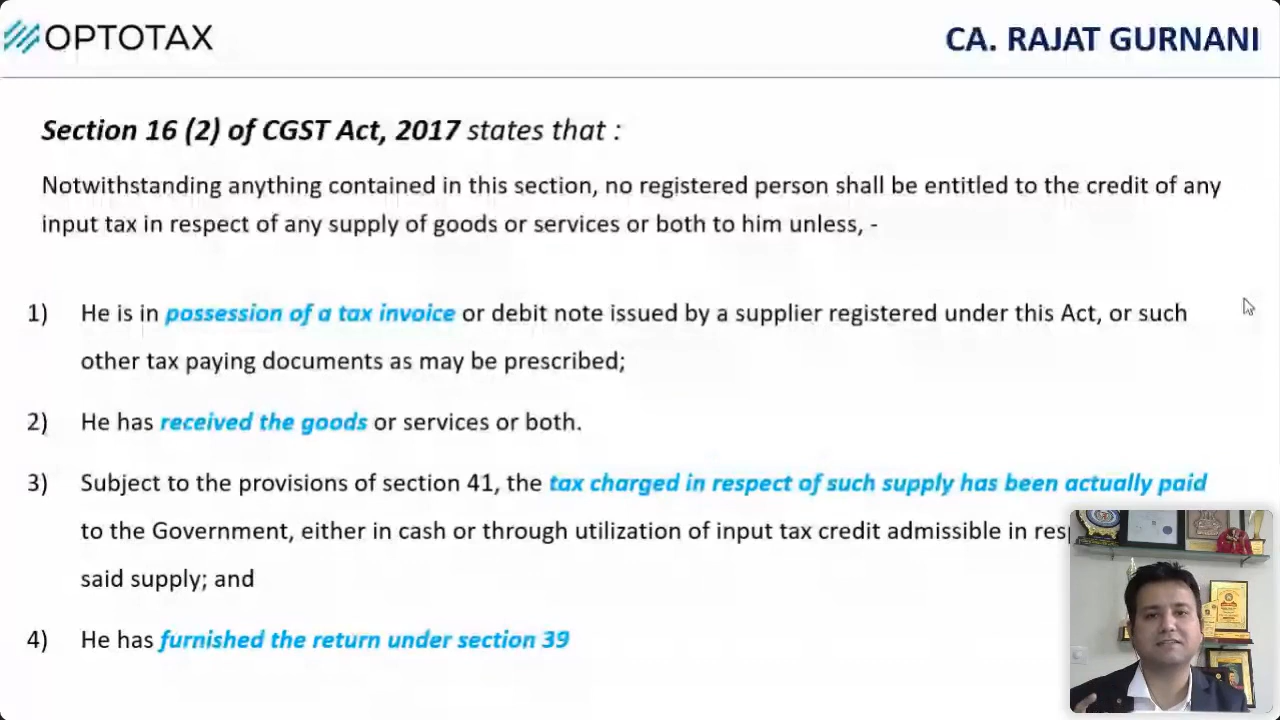 OPTOTAX
CA. RAJAT GURNANI
Section 16 (2) of CGST Act, 2017 states that :
Notwithstanding anything contained in this section, no registered person shall be entitled to the credit of any
input tax in respect of any supply of goods or services or both to him unless, -
1) He is in possession of a tax invoice or debit note issued by a supplier registered under this Act, or such
other tax paying documents as may be prescribed;
2) He has received the goods or services or both.
3) Subject to the provisions of section 41, the tax charged in respect of such supply has been actually paid
to the Government, either in cash or through utilization of input tax credit admissible in
said supply; and
4) He has furnished the return under section 39